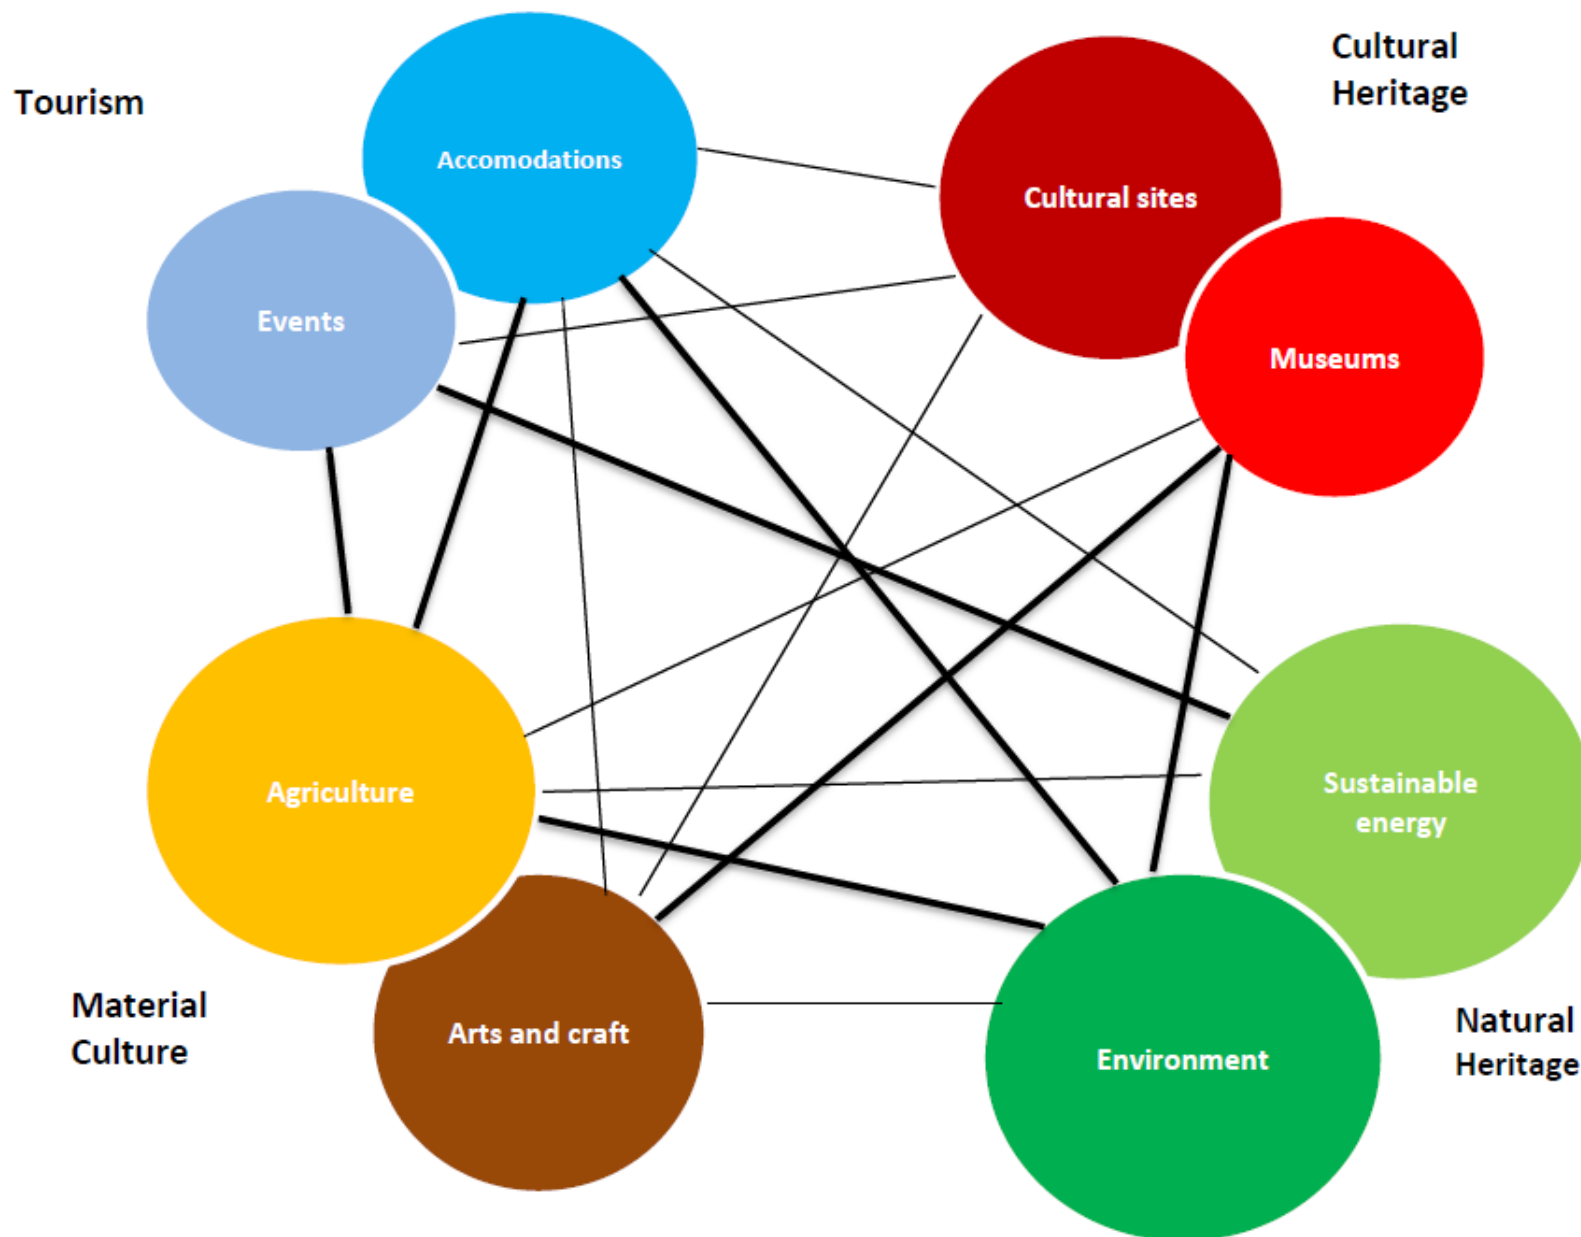 Tourism
Accomodations
Cultural
Heritage
Cultural sites
Events
Museums
Agriculture
Sustainable
energy
Material
Culture
Arts and craft
Environment
Natural
Heritage